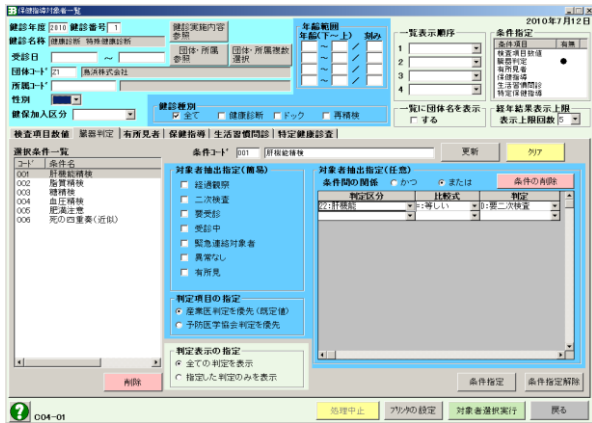 保健指導対象者一覧
2010年7月12日
健診年度 2010 健診番号 1
健診実施内容参照
健診名称 健康診断 特殊健康診断
受診日 ～
団体・所属参照
団体・所属複数選択
団体コード 21 鳥浜株式会社
所属コード
性別
健保加入区分
年齢範囲
年齢(下～上) 刻み
～ /
～ /
～ /
～ /
健診種別
全て 健康診断 ドック 再精検
一覧表示順序
1
2
3
4
条件指定
条件項目 有無
検査項目数値
臓器判定 ●
有所見者
保健指導
生活習慣問診
特定保健指導
一覧に団体名を表示
する
経年結果表示上限
表示上限回数 5
検査項目数値 臓器判定 有所見者 保健指導 生活習慣問診 特定健康診査
選択条件一覧
コード 条件名
001 肝機能精検
002 脂質精検
003 糖精検
004 血圧精検
005 肥満注意
006 死の四重奏(近似)
削除
条件コード 001 肝機能精検
更新
クリア
対象者抽出指定(簡易)
経過観察
二次検査
要受診
受診中
緊急連絡対象者
異常なし
有所見
判定項目の指定
産業医判定を優先(既定値)
予防医学協会判定を優先
判定表示の指定
全ての判定を表示
指定した判定のみを表示
対象者抽出指定(任意)
条件間の関係 かつ または
条件の削除
判定区分 比較式 判定
22:肝機能 =:等しい D:要二次検査
条件指定
条件指定解除
C04-01
処理中止
プリンタの設定
対象者選択実行
戻る